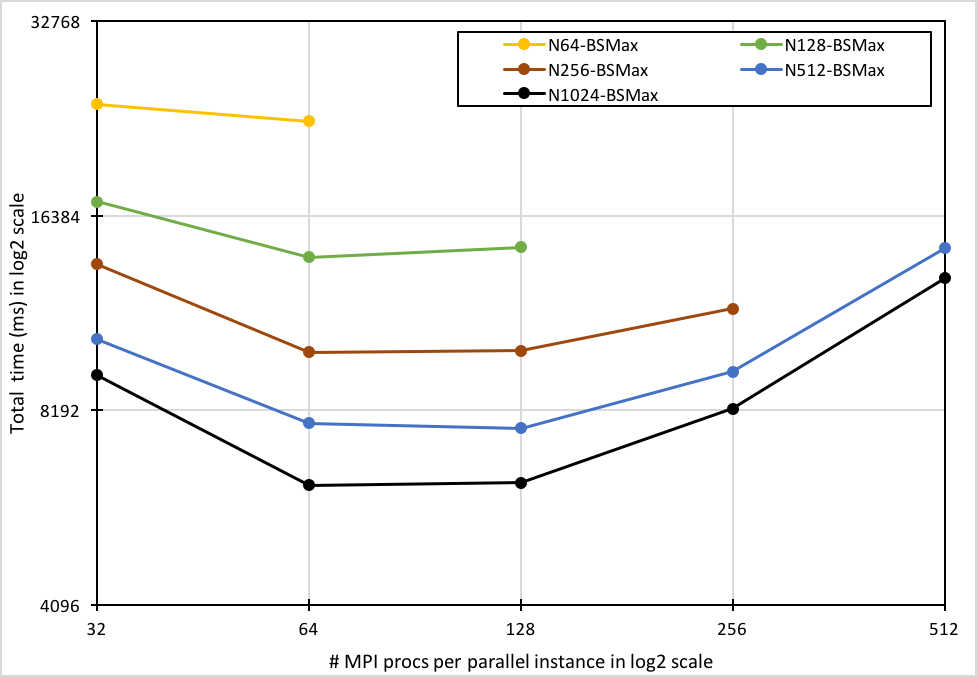 32768
16384
8192
4096
Total time (ms) in log2 scale
N64-BSMax
N128-BSMax
N256-BSMax
N512-BSMax
N1024-BSMax
32
64
128
256
512
# MPI procs per parallel instance in log2 scale